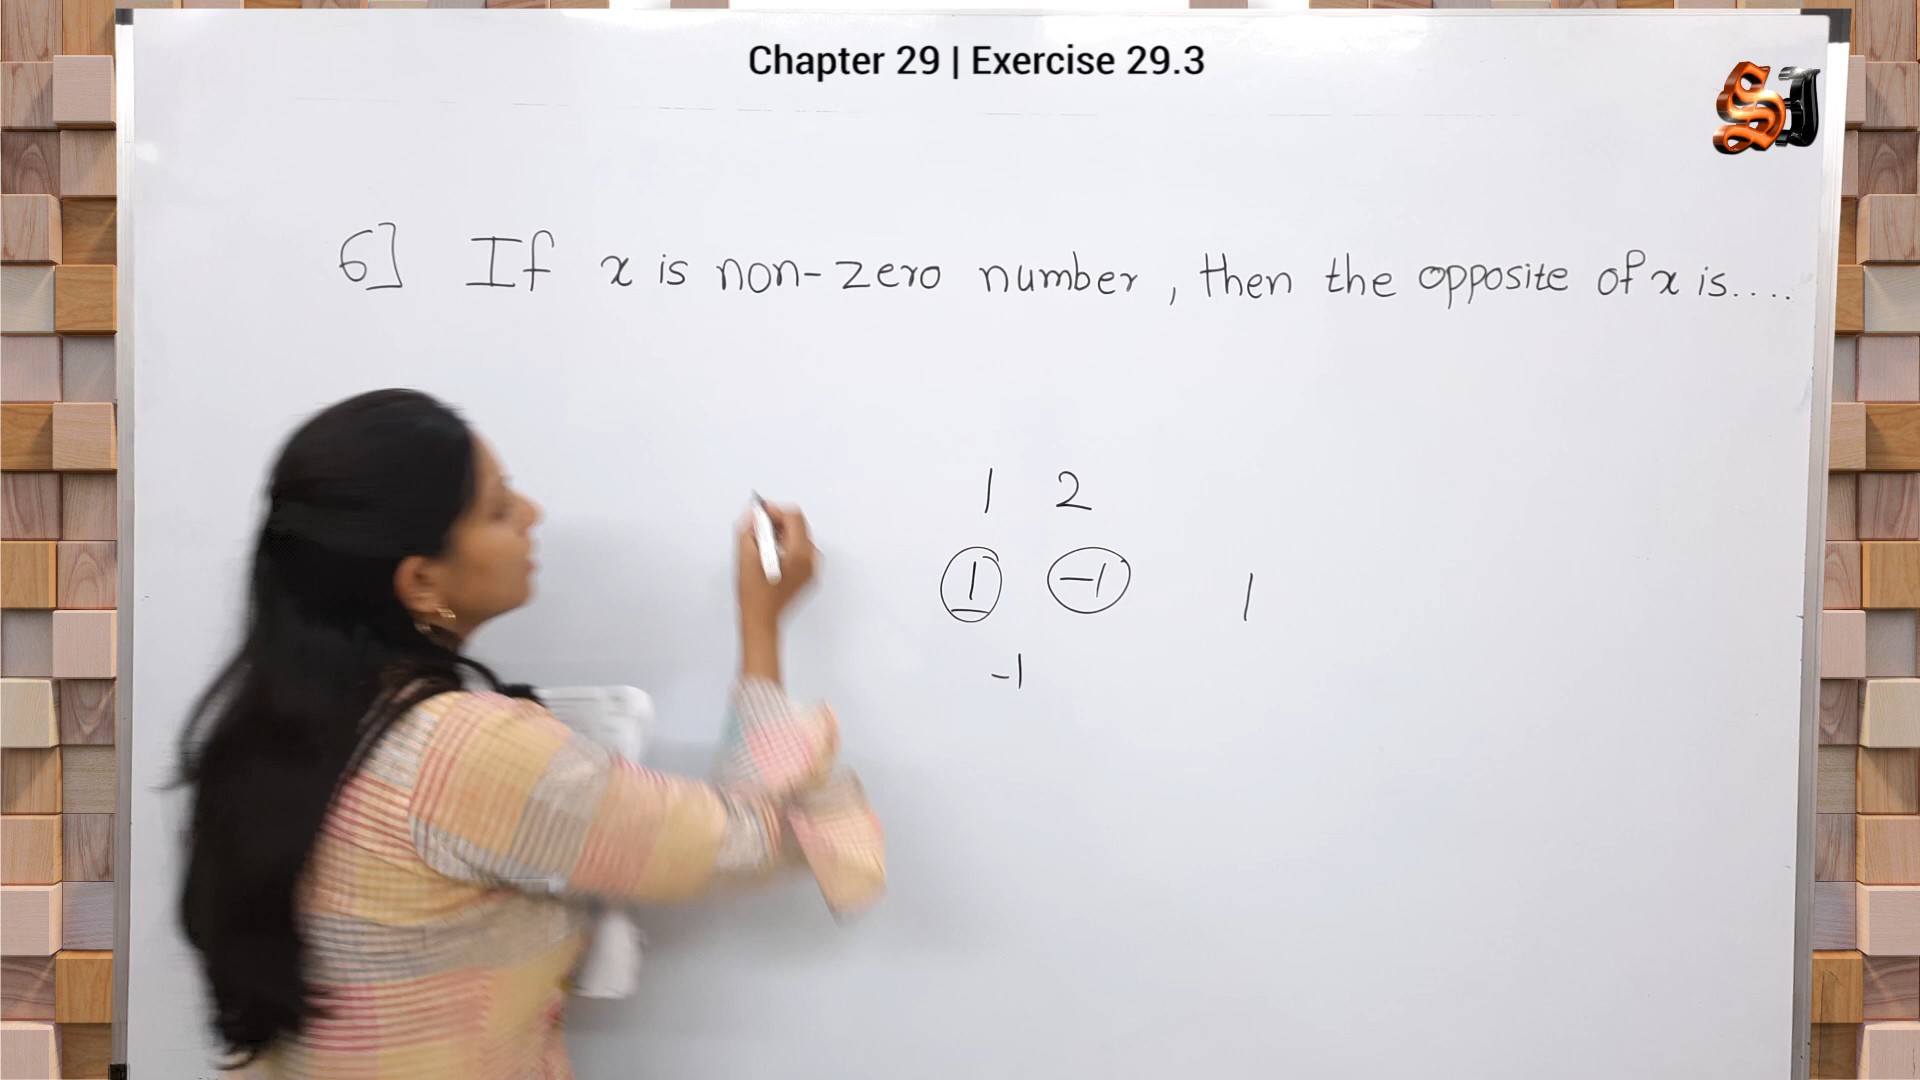 Chapter 29 | Exercise 29.3
SJ
6] If x is non-zero number, then the opposite of x is....
1 2
1 -1 1
-1